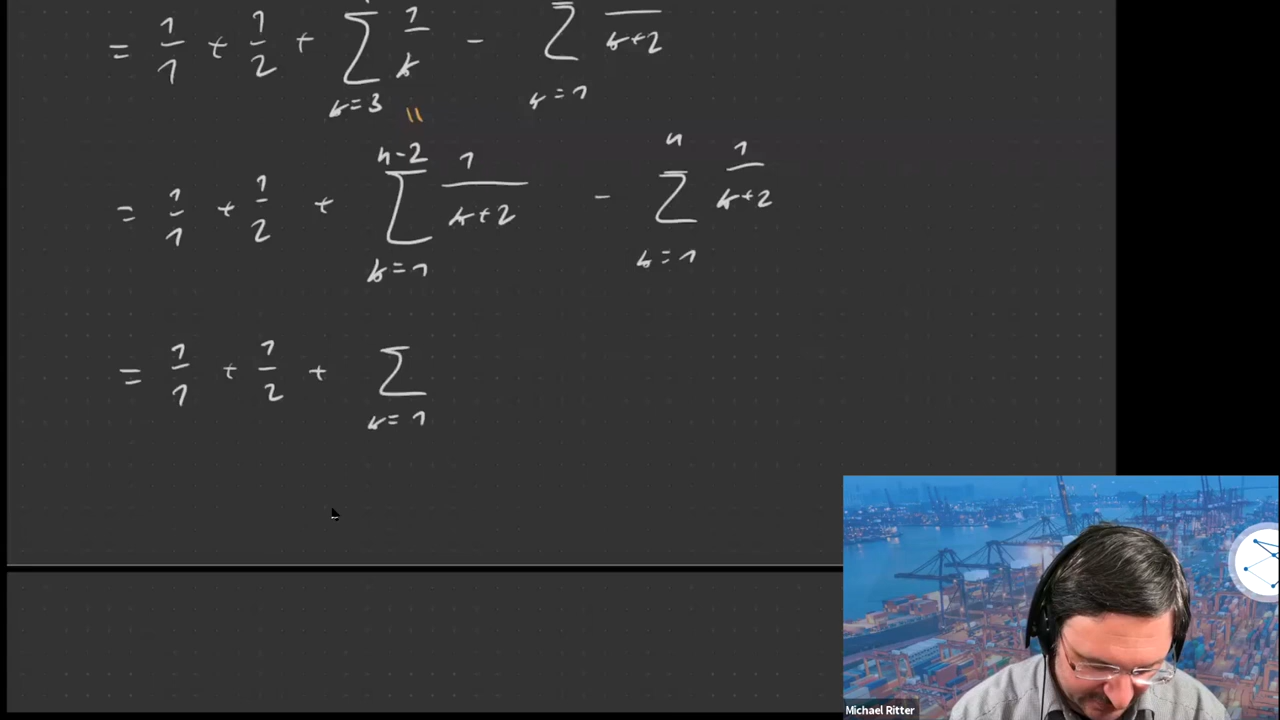 = 1/1 + 1/2 + ∑ 1/k - ∑ /k+2
k=3 k=1
||
= 1/1 + 1/2 + ∑_{k=1}^{n-2} 1/k+2 - ∑_{k=1}^{n} 1/k+2
= 1/1 + 1/2 + ∑_{k=1}
Michael Ritter